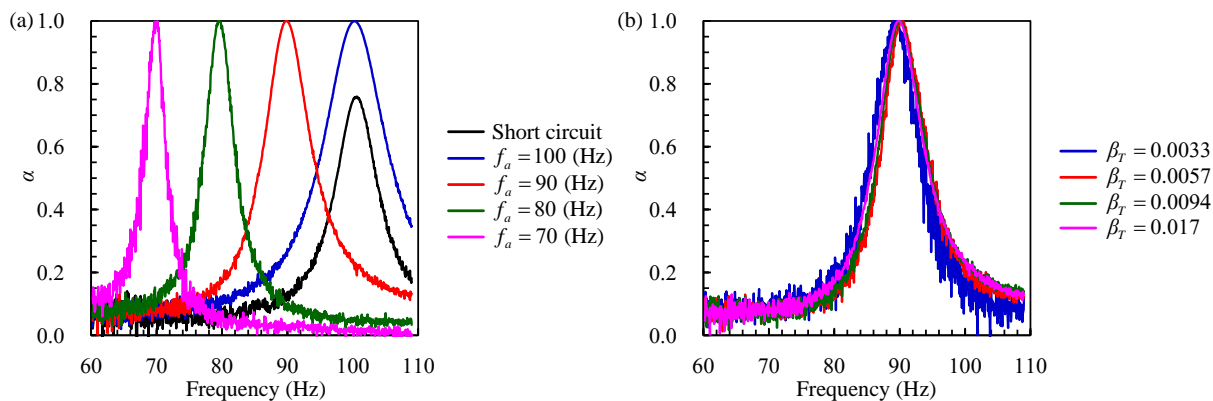 (a)
α
1.0
0.8
0.6
0.4
0.2
0.0
60 70 80 90 100 110
Frequency (Hz)
Short circuit
f_a = 100 (Hz)
f_a = 90 (Hz)
f_a = 80 (Hz)
f_a = 70 (Hz)
(b)
α
1.0
0.8
0.6
0.4
0.2
0.0
60 70 80 90 100 110
Frequency (Hz)
β_T = 0.0033
β_T = 0.0057
β_T = 0.0094
β_T = 0.017